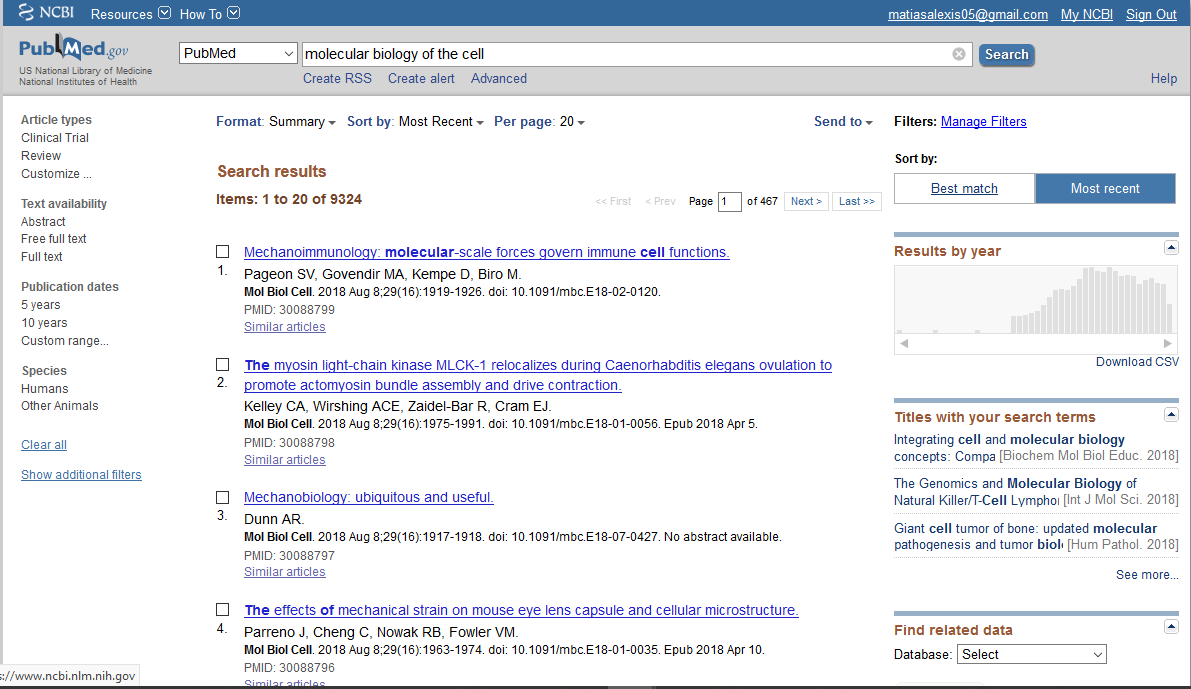 NCBI Resources How To matiasalexis05@gmail.com My NCBI Sign Out
PubMed.gov
US National Library of Medicine
National Institutes of Health
PubMed molecular biology of the cell Search
Create RSS Create alert Advanced Help
Article types
Clinical Trial
Review
Customize ...
Text availability
Abstract
Free full text
Full text
Publication dates
5 years
10 years
Custom range...
Species
Humans
Other Animals
Clear all
Show additional filters
Format: Summary Sort by: Most Recent Per page: 20 Send to
Search results
Items: 1 to 20 of 9324
<< First < Prev Page 1 of 467 Next > Last >>
Mechanoimmunology: molecular-scale forces govern immune cell functions.
1. Pageon SV, Govendir MA, Kempe D, Biro M.
Mol Biol Cell. 2018 Aug 8;29(16):1919-1926. doi: 10.1091/mbc.E18-02-0120.
PMID: 30088799
Similar articles
The myosin light-chain kinase MLCK-1 relocalizes during Caenorhabditis elegans ovulation to
2. promote actomyosin bundle assembly and drive contraction.
Kelley CA, Wirshing ACE, Zaidel-Bar R, Cram EJ.
Mol Biol Cell. 2018 Aug 8;29(16):1975-1991. doi: 10.1091/mbc.E18-01-0056. Epub 2018 Apr 5.
PMID: 30088798
Similar articles
Mechanobiology: ubiquitous and useful.
3. Dunn AR.
Mol Biol Cell. 2018 Aug 8;29(16):1917-1918. doi: 10.1091/mbc.E18-07-0427. No abstract available.
PMID: 30088797
Similar articles
The effects of mechanical strain on mouse eye lens capsule and cellular microstructure.
4. Parreno J, Cheng C, Nowak RB, Fowler VM.
Mol Biol Cell. 2018 Aug 8;29(16):1963-1974. doi: 10.1091/mbc.E18-01-0035. Epub 2018 Apr 10.
PMID: 30088796
Similar articles
Filters: Manage Filters
Sort by:
Best match Most recent
Results by year
Download CSV
Titles with your search terms
Integrating cell and molecular biology
concepts: Compa [Biochem Mol Biol Educ. 2018]
The Genomics and Molecular Biology of
Natural Killer/T-Cell Lympho [Int J Mol Sci. 2018]
Giant cell tumor of bone: updated molecular
pathogenesis and tumor biol [Hum Pathol. 2018]
See more...
Find related data
Database: Select
s://www.ncbi.nlm.nih.gov